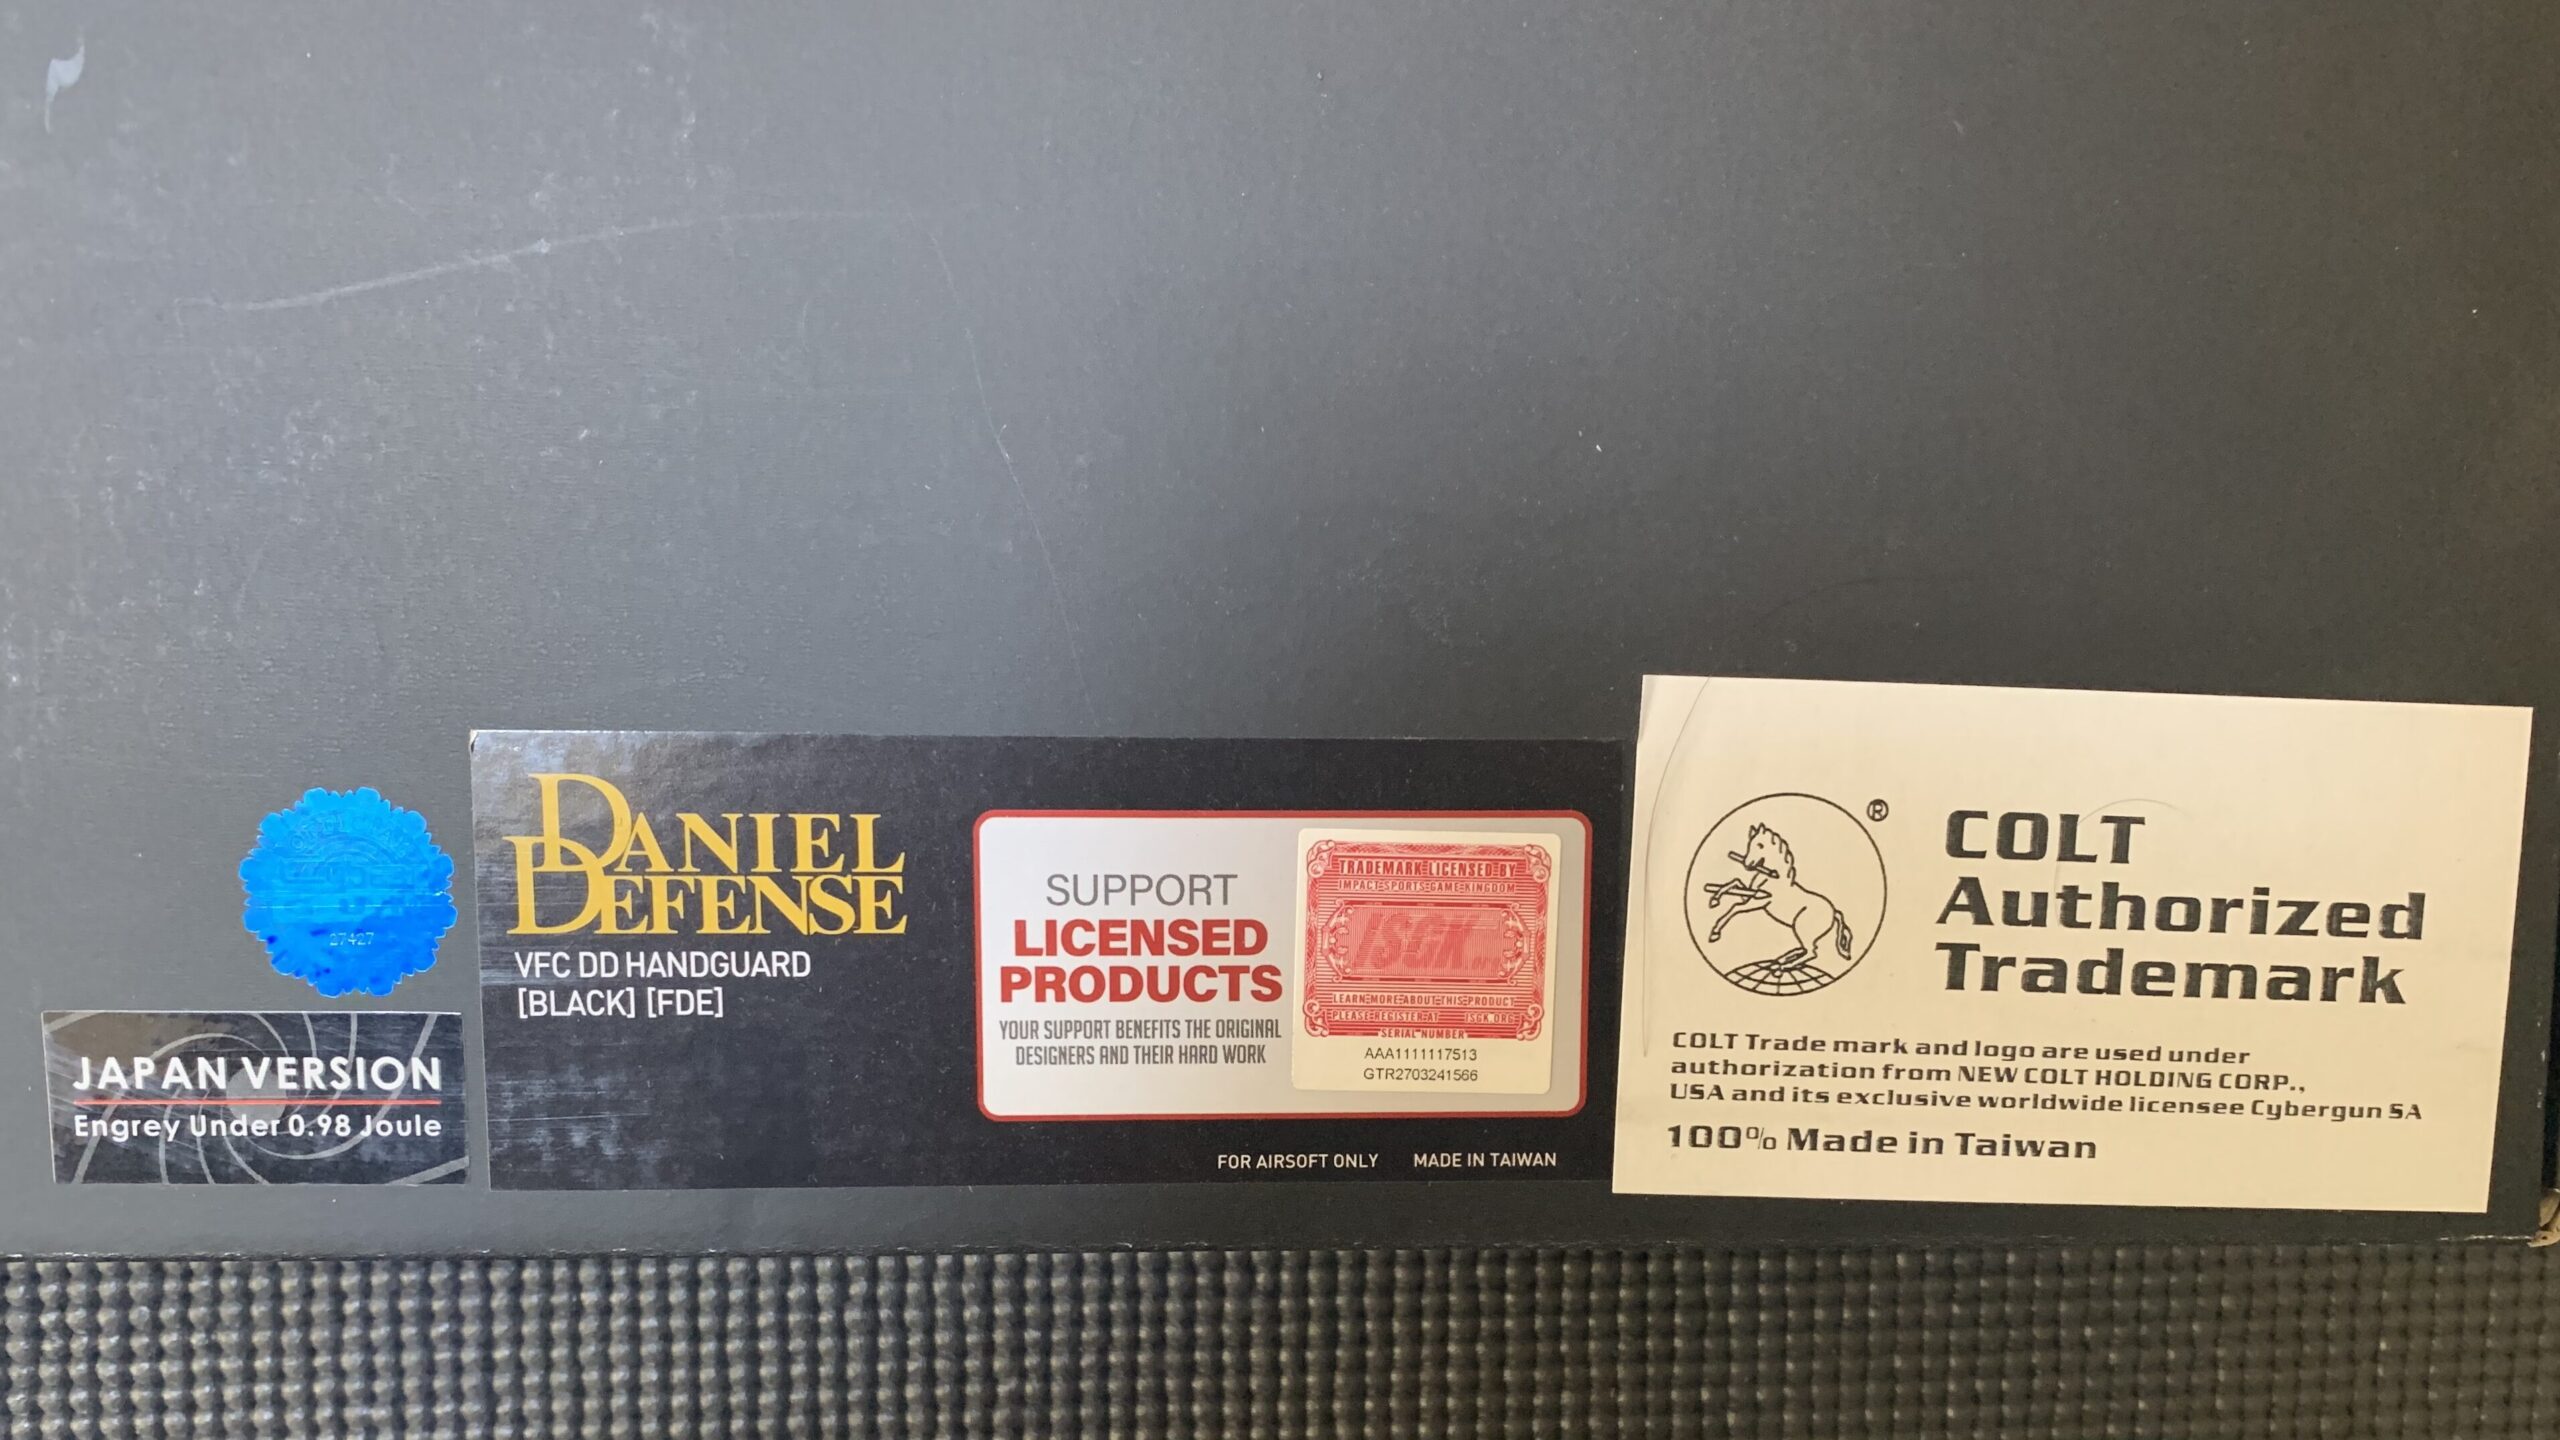 27427
JAPAN VERSION
Engrey Under 0.98 Joule
DANIEL
DEFENSE
VFC DD HANDGUARD
[BLACK] [FDE]
SUPPORT
LICENSED
PRODUCTS
YOUR SUPPORT BENEFITS THE ORIGINAL
DESIGNERS AND THEIR HARD WORK
TRADEMARK LICENSED BY
IMPACT SPORTS GAME KINGDOM
ISGK
LEARN MORE ABOUT THIS PRODUCT
PLEASE REGISTER AT ISGK.ORG
SERIAL NUMBER
AAA1111117513
GTR2703241566
FOR AIRSOFT ONLY MADE IN TAIWAN
®
COLT
Authorized
Trademark
COLT Trade mark and logo are used under
authorization from NEW COLT HOLDING CORP.,
USA and its exclusive worldwide licensee Cybergun SA
100% Made in Taiwan